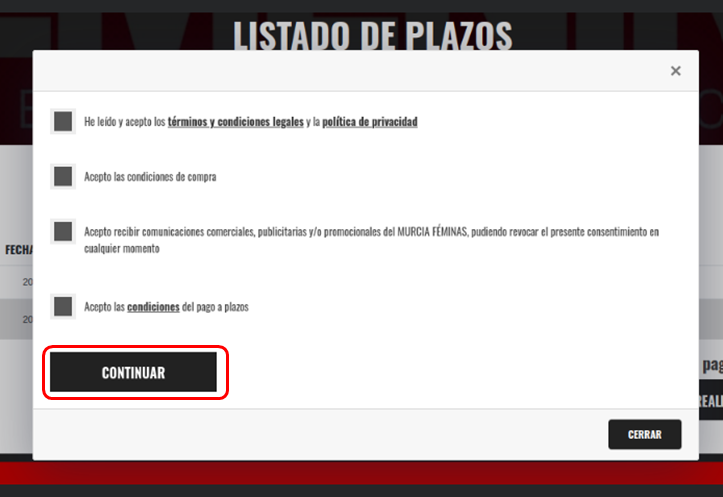 LISTADO DE PLAZOS
×
He leído y acepto los términos y condiciones legales y la política de privacidad
Acepto las condiciones de compra
Acepto recibir comunicaciones comerciales, publicitarias y/o promocionales del MURCIA FÉMINAS, pudiendo revocar el presente consentimiento en
cualquier momento
FECHA
20
Acepto las condiciones del pago a plazos
20
pag
CONTINUAR
REALI
CERRAR